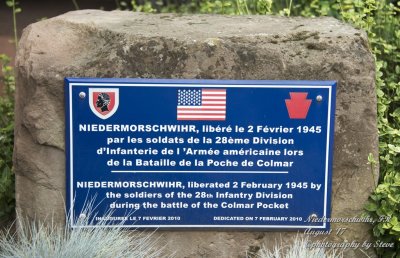 NIEDERMORSCHWIHR, libéré le 2 Février 1945
par les soldats de la 28ème Division
d'Infanterie de l 'Armée américaine lors
de la Bataille de la Poche de Colmar
NIEDERMORSCHWIHR, liberated 2 February 1945 by
the soldiers of the 28th Infantry Division
during the battle of the Colmar Pocket
INAUGURÉE LE 7 FEVRIER 2010 DEDICATED ON 7 FEBRUARY 2010
Niedermorschwihr, FR
August 17
©photography by Steve